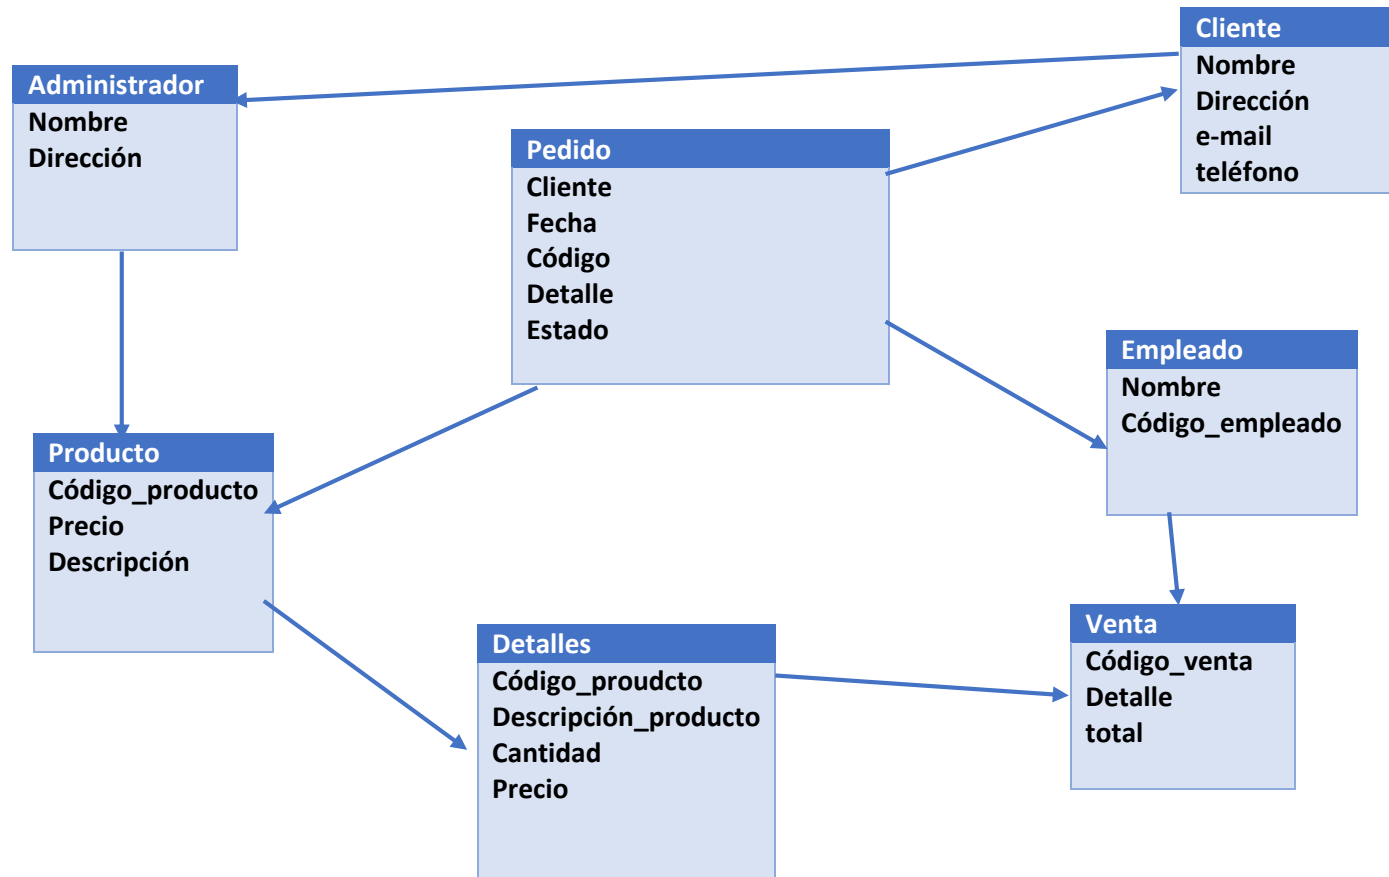 Cliente
Nombre
Dirección
e-mail
teléfono
Administrador
Nombre
Dirección
Pedido
Cliente
Fecha
Código
Detalle
Estado
Empleado
Nombre
Código_empleado
Producto
Código_producto
Precio
Descripción
Detalles
Código_proudcto
Descripción_producto
Cantidad
Precio
Venta
Código_venta
Detalle
total